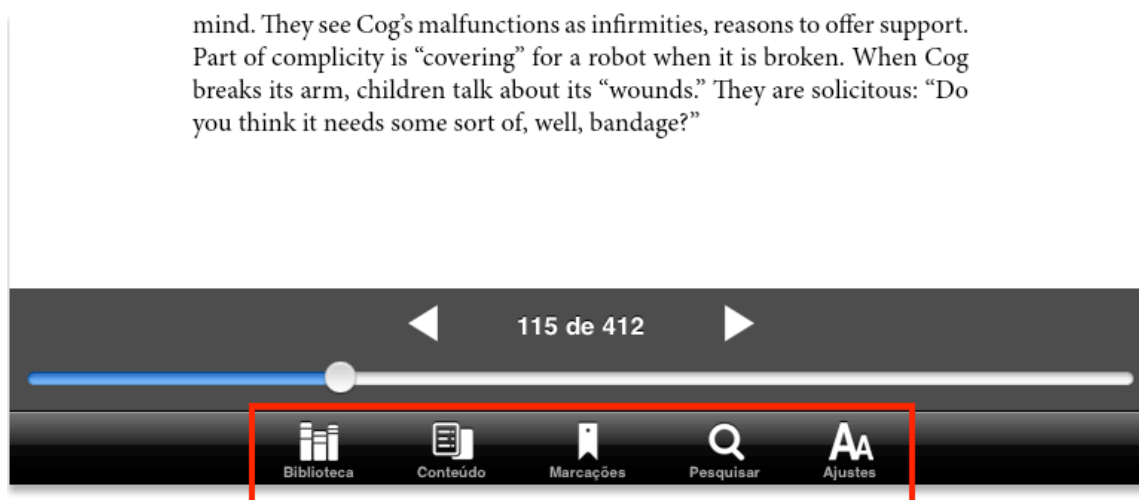 mind. They see Cog’s malfunctions as infirmities, reasons to offer support.
Part of complicity is “covering” for a robot when it is broken. When Cog
breaks its arm, children talk about its “wounds.” They are solicitous: “Do
you think it needs some sort of, well, bandage?”
115 de 412
Biblioteca Conteúdo Marcações Pesquisar Ajustes